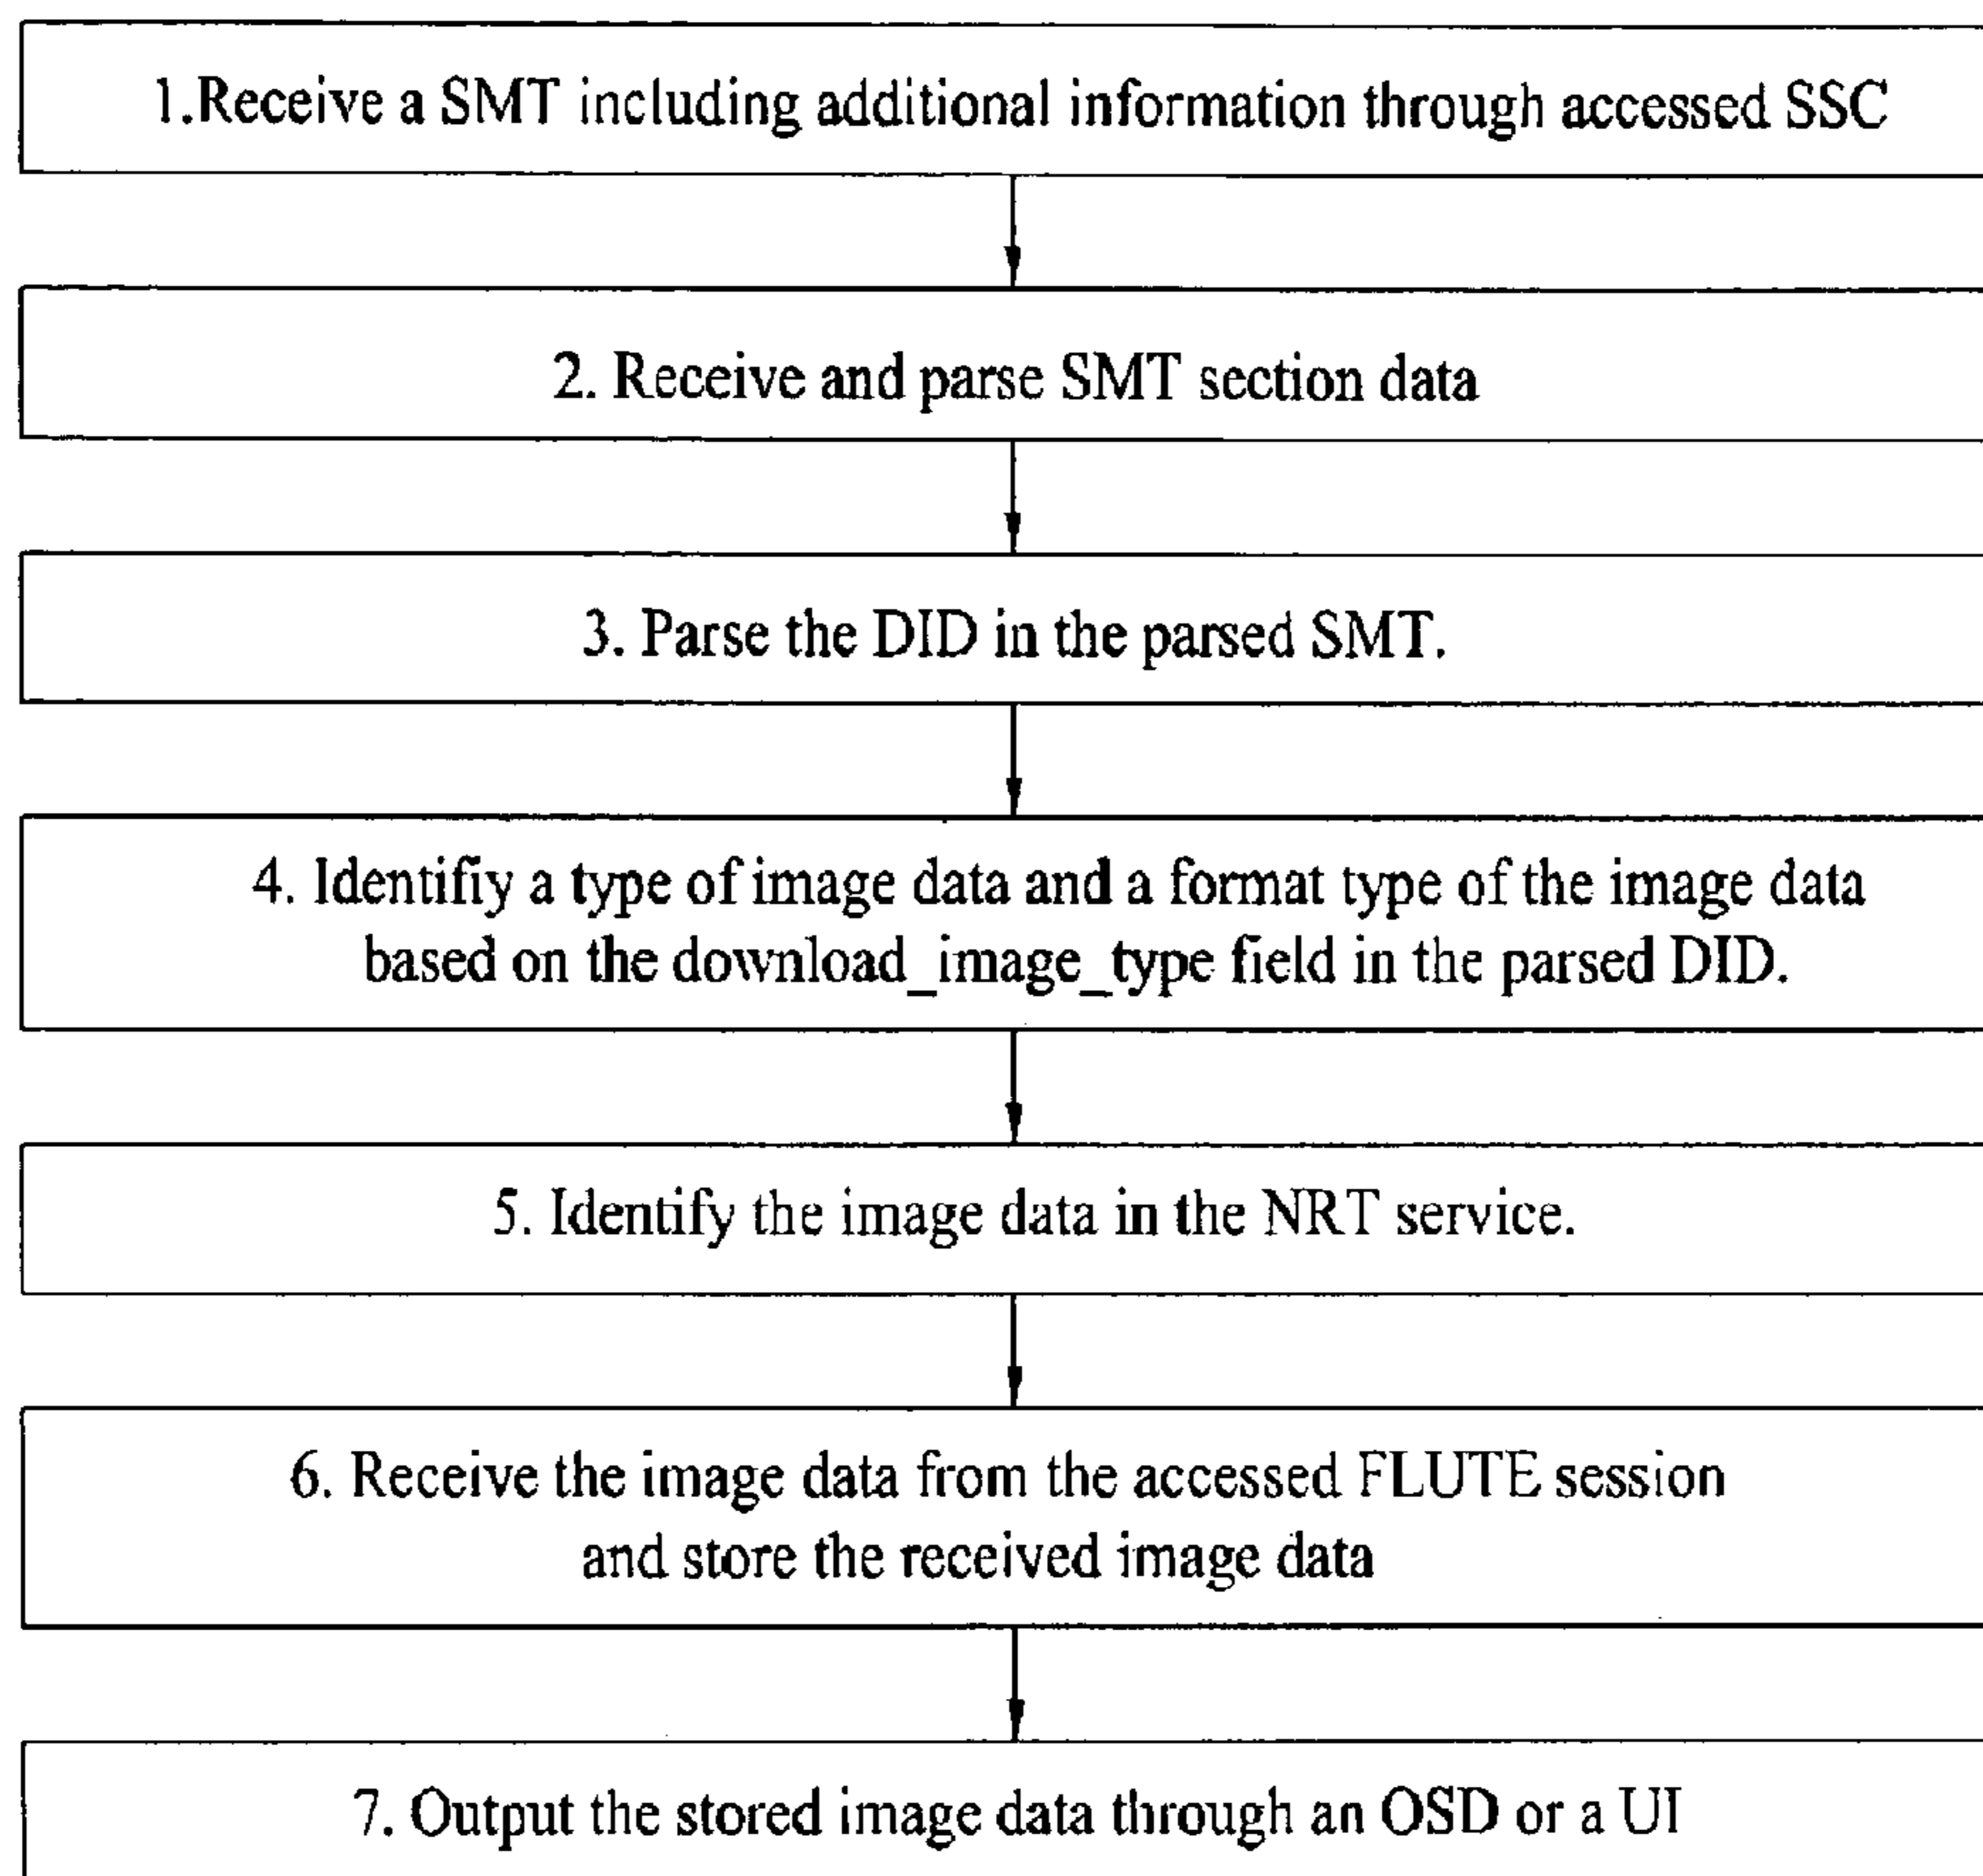 1.Receive a SMT including additional information through accessed SSC
2. Receive and parse SMT section data
3. Parse the DID in the parsed SMT.
4. Identifiy a type of image data and a format type of the image data
based on the download_image_type field in the parsed DID.
5. Identify the image data in the NRT service.
6. Receive the image data from the accessed FLUTE session
and store the received image data
7. Output the stored image data through an OSD or a UI